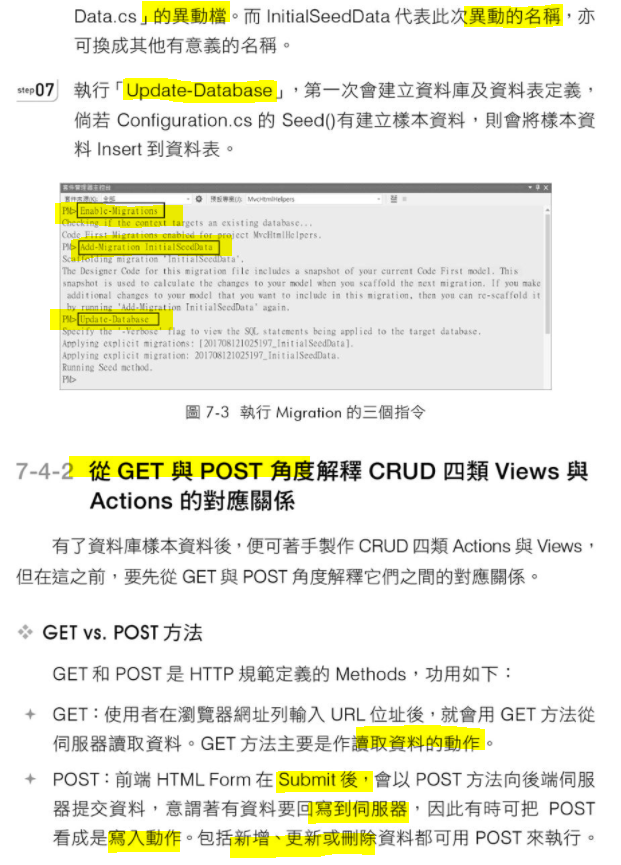 Data.cs」的異動檔。而 InitialSeedData 代表此次異動的名稱，亦
可換成其他有意義的名稱。
step07 執行「Update-Database」，第一次會建立資料庫及資料表定義，
倘若 Configuration.cs 的 Seed()有建立樣本資料，則會將樣本資
料 Insert 到資料表。
套件管理器主控台
套件來源(K): 全部 預設專案(J): MvcHtmlHelpers
PM> Enable-Migrations
Checking if the context targets an existing database...
Code First Migrations enabled for project MvcHtmlHelpers.
PM> Add-Migration InitialSeedData
Scaffolding migration 'InitialSeedData'.
The Designer Code for this migration file includes a snapshot of your current Code First model. This
snapshot is used to calculate the changes to your model when you scaffold the next migration. If you make
additional changes to your model that you want to include in this migration, then you can re-scaffold it
by running 'Add-Migration InitialSeedData' again.
PM> Update-Database
Specify the '-Verbose' flag to view the SQL statements being applied to the target database.
Applying explicit migrations: [201708121025197_InitialSeedData].
Applying explicit migration: 201708121025197_InitialSeedData.
Running Seed method.
PM>
圖 7-3 執行 Migration 的三個指令
7-4-2 從 GET 與 POST 角度解釋 CRUD 四類 Views 與
Actions 的對應關係
有了資料庫樣本資料後，便可著手製作 CRUD 四類 Actions 與 Views，
但在這之前，要先從 GET 與 POST 角度解釋它們之間的對應關係。
❖ GET vs. POST 方法
GET 和 POST 是 HTTP 規範定義的 Methods，功用如下：
+ GET：使用者在瀏覽器網址列輸入 URL 位址後，就會用 GET 方法從
伺服器讀取資料。GET 方法主要是作讀取資料的動作。
+ POST：前端 HTML Form 在 Submit 後，會以 POST 方法向後端伺服
器提交資料，意謂著有資料要回寫到伺服器，因此有時可把 POST
看成是寫入動作。包括新增、更新或刪除資料都可用 POST 來執行。